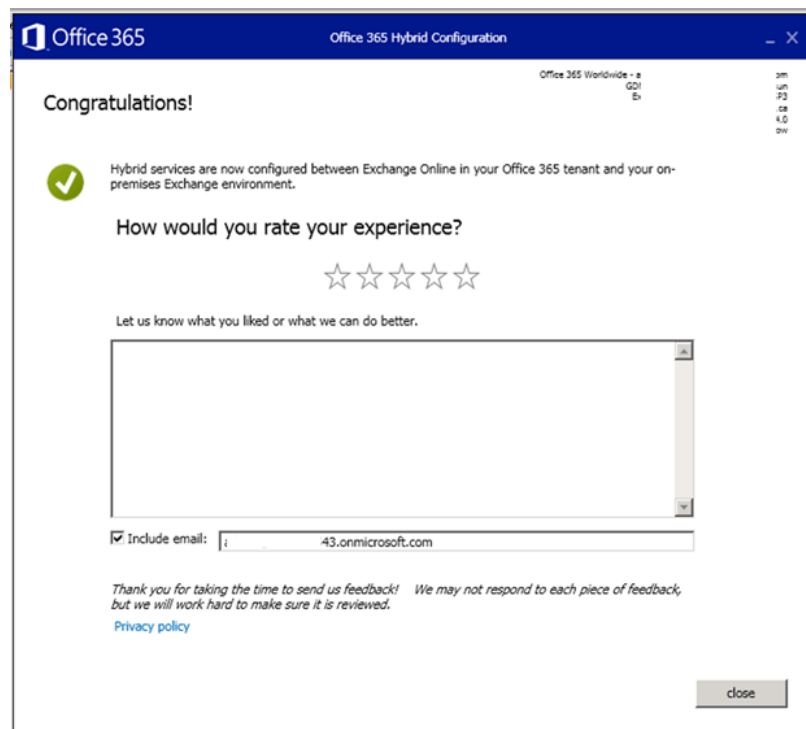 Office 365
Office 365 Hybrid Configuration
Office 365 Worldwide - a
Congratulations!
Hybrid services are now configured between Exchange Online in your Office 365 tenant and your on-
premises Exchange environment.
How would you rate your experience?
Let us know what you liked or what we can do better.
Include email:
43.onmicrosoft.com
Thank you for taking the time to send us feedback! We may not respond to each piece of feedback,
but we will work hard to make sure it is reviewed.
Privacy policy
close